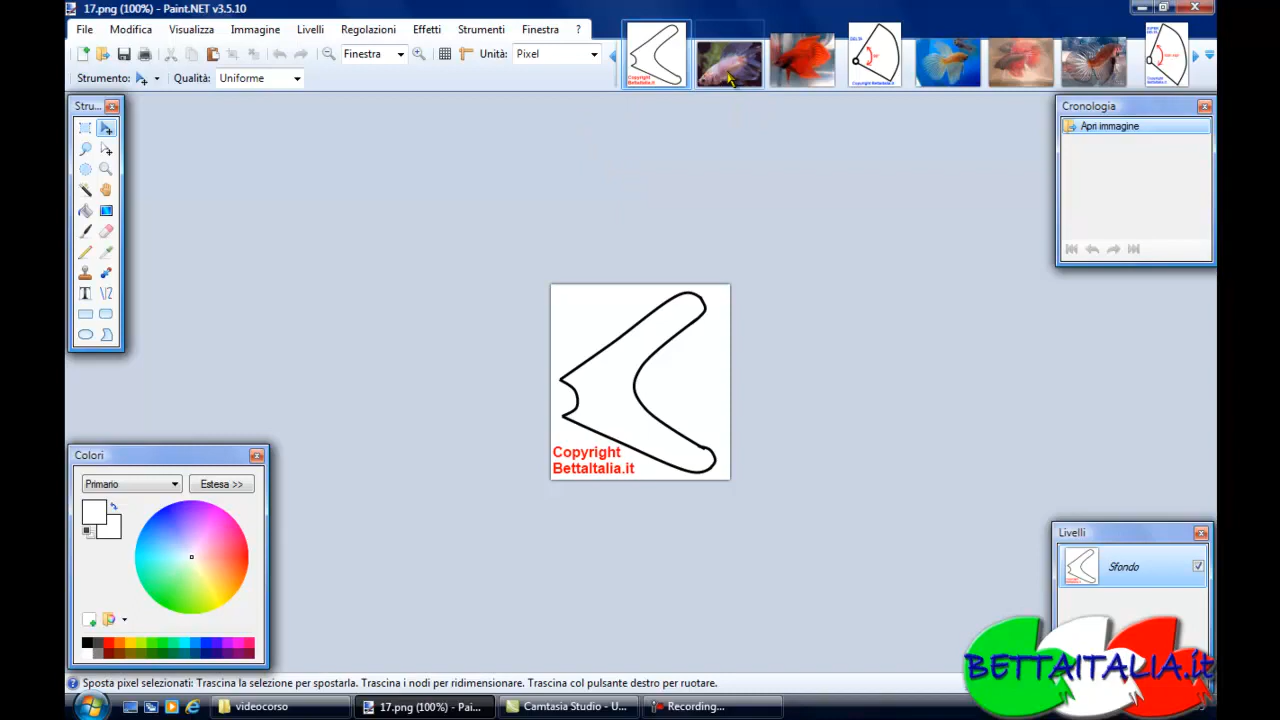 17.png (100%) - Paint.NET v3.5.10
File Modifica Visualizza Immagine Livelli Regolazioni Effetti Strumenti Finestra ?
Finestra Unità: Pixel
Strumento: Qualità: Uniforme
Stru...
Cronologia
Apri immagine
Copyright
BettaItalia.it
Colori
Primario Estesa >>
Livelli
Sfondo
BETTAITALIA.it
Sposta pixel selezionati: Trascina la selezione per spostarla. Trascina i nodi per ridimensionare. Trascina col pulsante destro per ruotare.
videocorso 17.png (100%) - Pai... Camtasia Studio - U... Recording...